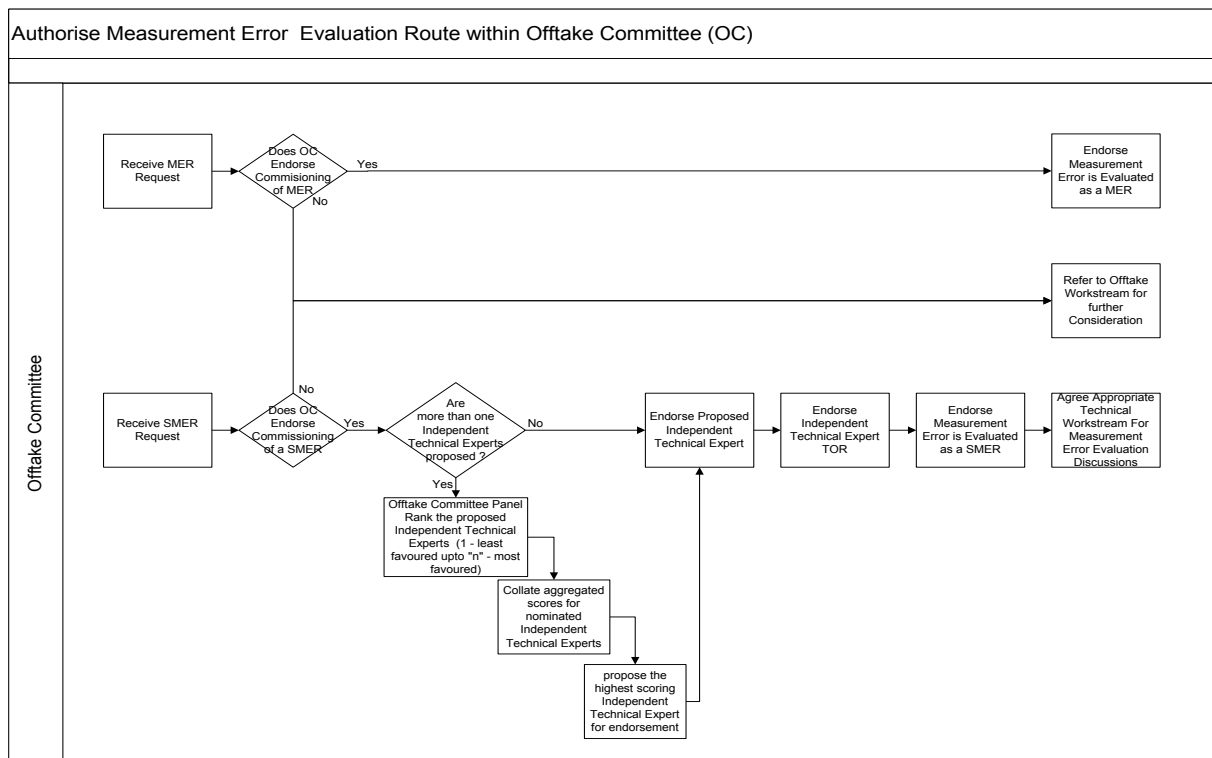 Authorise Measurement Error  Evaluation Route within Offtake Committee (OC)
Offtake Committee
Receive MER
Request
Does OC
Endorse
Commisioning
of MER
Yes
No
Endorse
Measurement
Error is Evaluated
as a MER
Refer to Offtake
Workstream for
further
Consideration
Receive SMER
Request
No
Does OC
Endorse
Commissioning
of a SMER
Yes
Are
more than one
Independent
Technical Experts
proposed ?
No
Yes
Endorse Proposed
Independent
Technical Expert
Endorse
Independent
Technical Expert
TOR
Endorse
Measurement
Error is Evaluated
as a SMER
Agree Appropriate
Technical
Workstream For
Measurement
Error Evaluation
Discussions
Offtake Committee Panel
Rank the proposed
Independent Technical
Experts  (1 - least
favoured upto "n" - most
favoured)
Collate aggregated
scores for
nominated
Independent
Technical Experts
propose the
highest scoring
Independent
Technical Expert
for endorsement